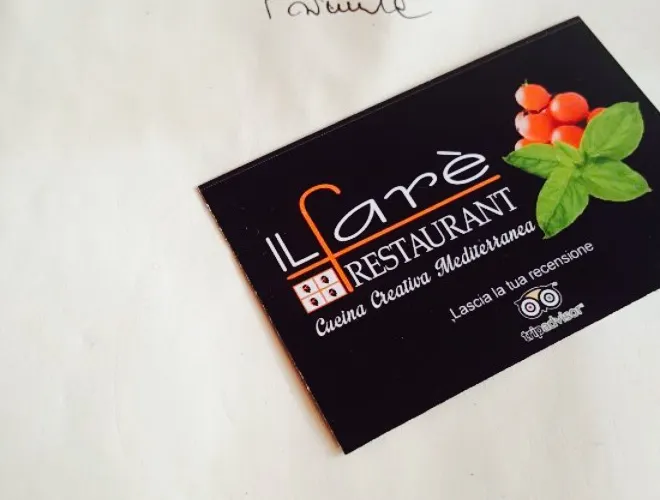 IL farè
RESTAURANT
Cucina Creativa Mediterranea
,Lascia la tua recensione
tripadvisor